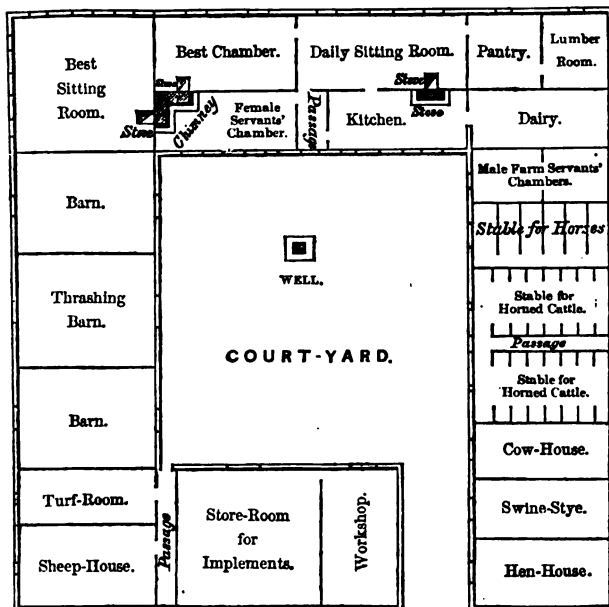 Best
Sitting
Room.
Best Chamber.
Daily Sitting Room.
Pantry.
Lumber
Room.
Stove
Stove
Chimney
Female
Servants'
Chamber.
Passage
Kitchen.
Stove
Stove
Dairy.
Male Farm Servants'
Chambers.
Stable for Horses
Stable for
Horned Cattle.
Passage
Stable for
Horned Cattle.
Cow-House.
Swine-Stye.
Hen-House.
Barn.
Thrashing
Barn.
Barn.
Turf-Room.
Sheep-House.
WELL.
COURT-YARD.
Passage
Store-Room
for
Implements.
Workshop.